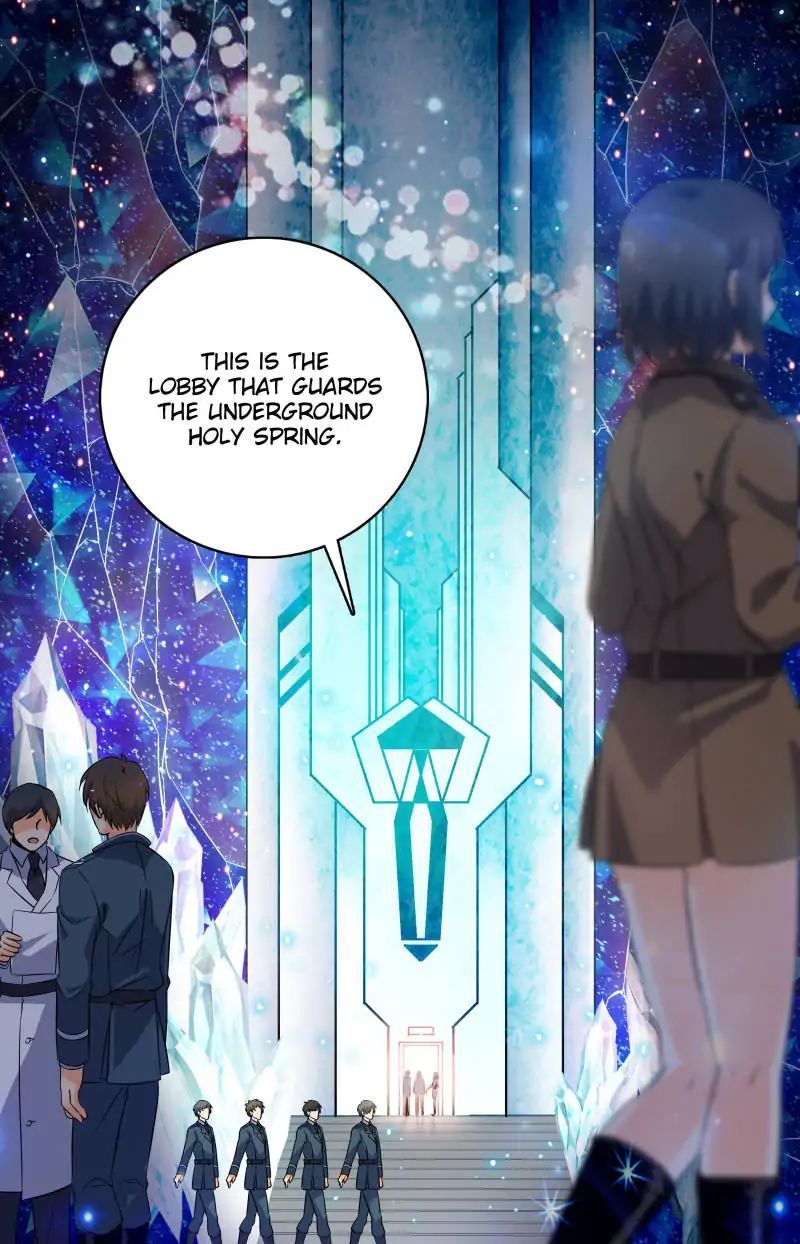 THIS IS THE
LOBBY THAT GUARDS
THE UNDERGROUND
HOLY SPRING.